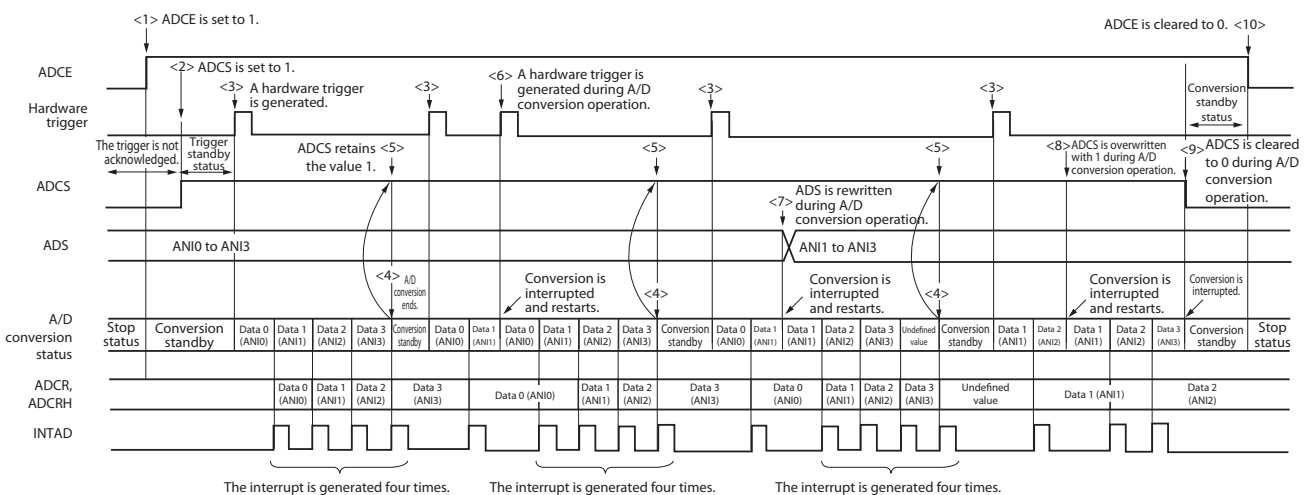 <1> ADCE is set to 1.
ADCE is cleared to 0. <10>
ADCE
<2> ADCS is set to 1.
<3> A hardware trigger
is generated.
<3>
<6> A hardware trigger is
generated during A/D
conversion operation.
<3>
<3>
Conversion
standby
status
Hardware
trigger
The trigger is not
acknowledged.
Trigger
standby
status
ADCS retains <5>
the value 1.
<5>
<5>
<8> ADCS is overwritten
with 1 during A/D
conversion operation.
<9> ADCS is cleared
to 0 during A/D
conversion
operation.
ADCS
<7> ADS is rewritten
during A/D
conversion operation.
ADS
ANI0 to ANI3
ANI1 to ANI3
<4> A/D
conversion
ends.
Conversion is
interrupted
and restarts.
<4>
Conversion is
interrupted
and restarts.
<4>
Conversion is
interrupted
and restarts.
Conversion is
interrupted.
A/D
conversion
status
Stop
status
Conversion
standby
Data 0
(ANI0)
Data 1
(ANI1)
Data 2
(ANI2)
Data 3
(ANI3)
Conversion
standby
Data 0
(ANI0)
Data 1
(ANI1)
Data 0
(ANI0)
Data 1
(ANI1)
Data 2
(ANI2)
Data 3
(ANI3)
Conversion
standby
Data 0
(ANI0)
Data 1
(ANI1)
Data 1
(ANI1)
Data 2
(ANI2)
Data 3
(ANI3)
Undefined
value
Conversion
standby
Data 1
(ANI1)
Data 2
(ANI2)
Data 1
(ANI1)
Data 2
(ANI2)
Data 3
(ANI3)
Conversion
standby
Stop
status
ADCR,
ADCRH
Data 0
(ANI0)
Data 1
(ANI1)
Data 2
(ANI2)
Data 3
(ANI3)
Data 0 (ANI0)
Data 1
(ANI1)
Data 2
(ANI2)
Data 3
(ANI3)
Data 0
(ANI0)
Data 1
(ANI1)
Data 2
(ANI2)
Data 3
(ANI3)
Undefined
value
Data 1 (ANI1)
Data 2
(ANI2)
INTAD
The interrupt is generated four times.
The interrupt is generated four times.
The interrupt is generated four times.